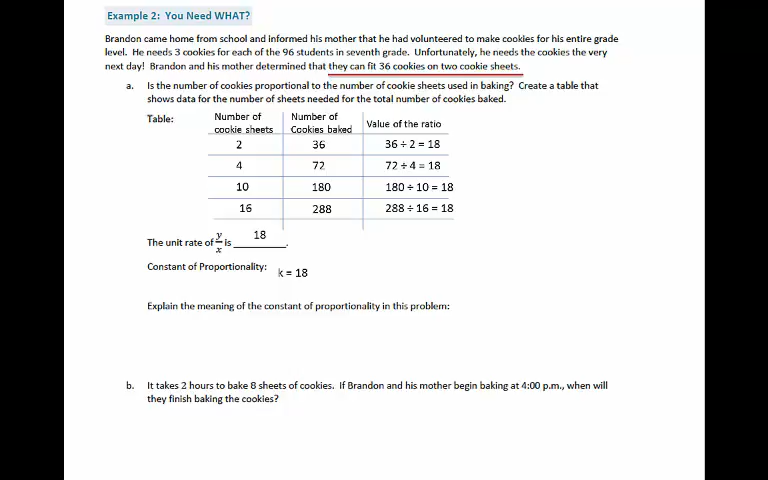 Example 2: You Need WHAT?
Brandon came home from school and informed his mother that he had volunteered to make cookies for his entire grade
level. He needs 3 cookies for each of the 96 students in seventh grade. Unfortunately, he needs the cookies the very
next day! Brandon and his mother determined that they can fit 36 cookies on two cookie sheets.
a. Is the number of cookies proportional to the number of cookie sheets used in baking? Create a table that
shows data for the number of sheets needed for the total number of cookies baked.
Table: Number of cookie sheets Number of Cookies baked Value of the ratio
2 36 36 ÷ 2 = 18
4 72 72 ÷ 4 = 18
10 180 180 ÷ 10 = 18
16 288 288 ÷ 16 = 18
The unit rate of y/x is 18.
Constant of Proportionality: k = 18
Explain the meaning of the constant of proportionality in this problem:
b. It takes 2 hours to bake 8 sheets of cookies. If Brandon and his mother begin baking at 4:00 p.m., when will
they finish baking the cookies?